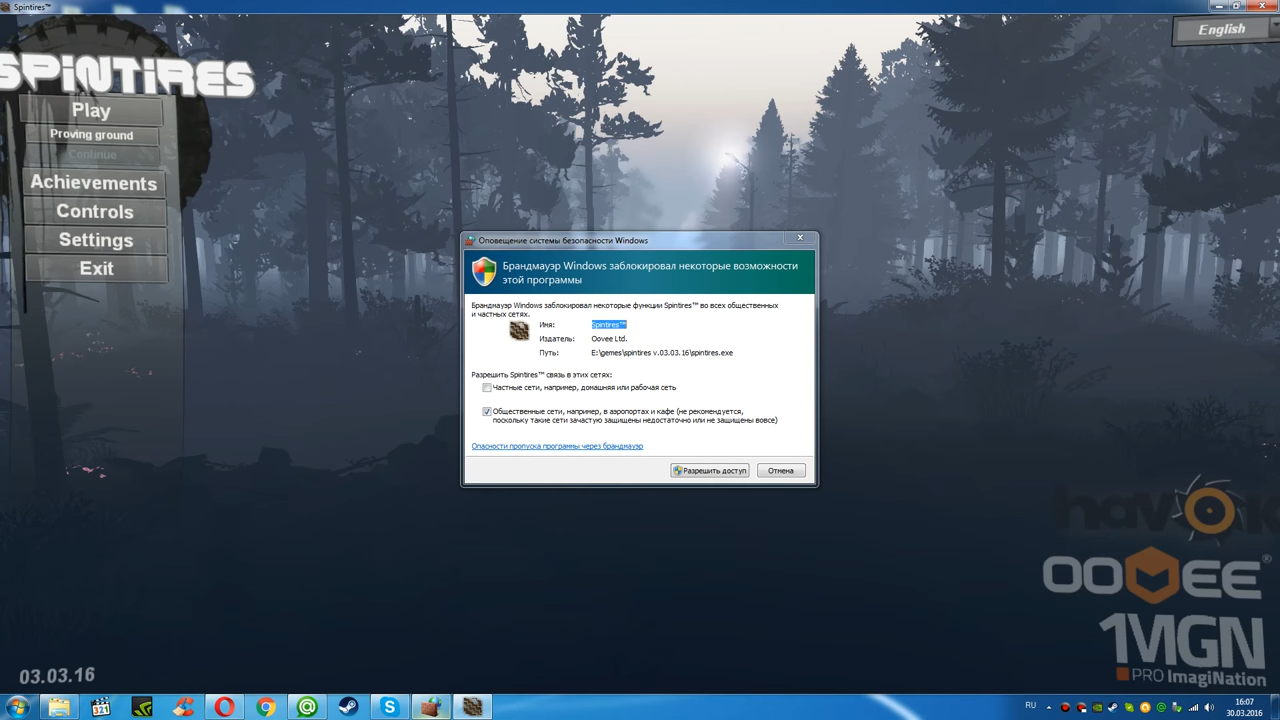 Spintires™
English
SPINTIRES
Play
Proving ground
Continue
Achievements
Controls
Settings
Exit
Оповещение системы безопасности Windows
Брандмауэр Windows заблокировал некоторые возможности
этой программы
Брандмауэр Windows заблокировал некоторые функции Spintires™ во всех общественных
и частных сетях.
Имя: Spintires™
Издатель: Oovee Ltd.
Путь: E:\gemes\spintires v.03.03.16\spintires.exe
Разрешить Spintires™ связь в этих сетях:
Частные сети, например, домашняя или рабочая сеть
Общественные сети, например, в аэропортах и кафе (не рекомендуется,
поскольку такие сети зачастую защищены недостаточно или не защищены вовсе)
Опасности пропуска программы через брандмауэр
Разрешить доступ
Отмена
havok
OOVEE®
1MGN
PRO ImagiNation
03.03.16
321
RU
16:07
30.03.2016